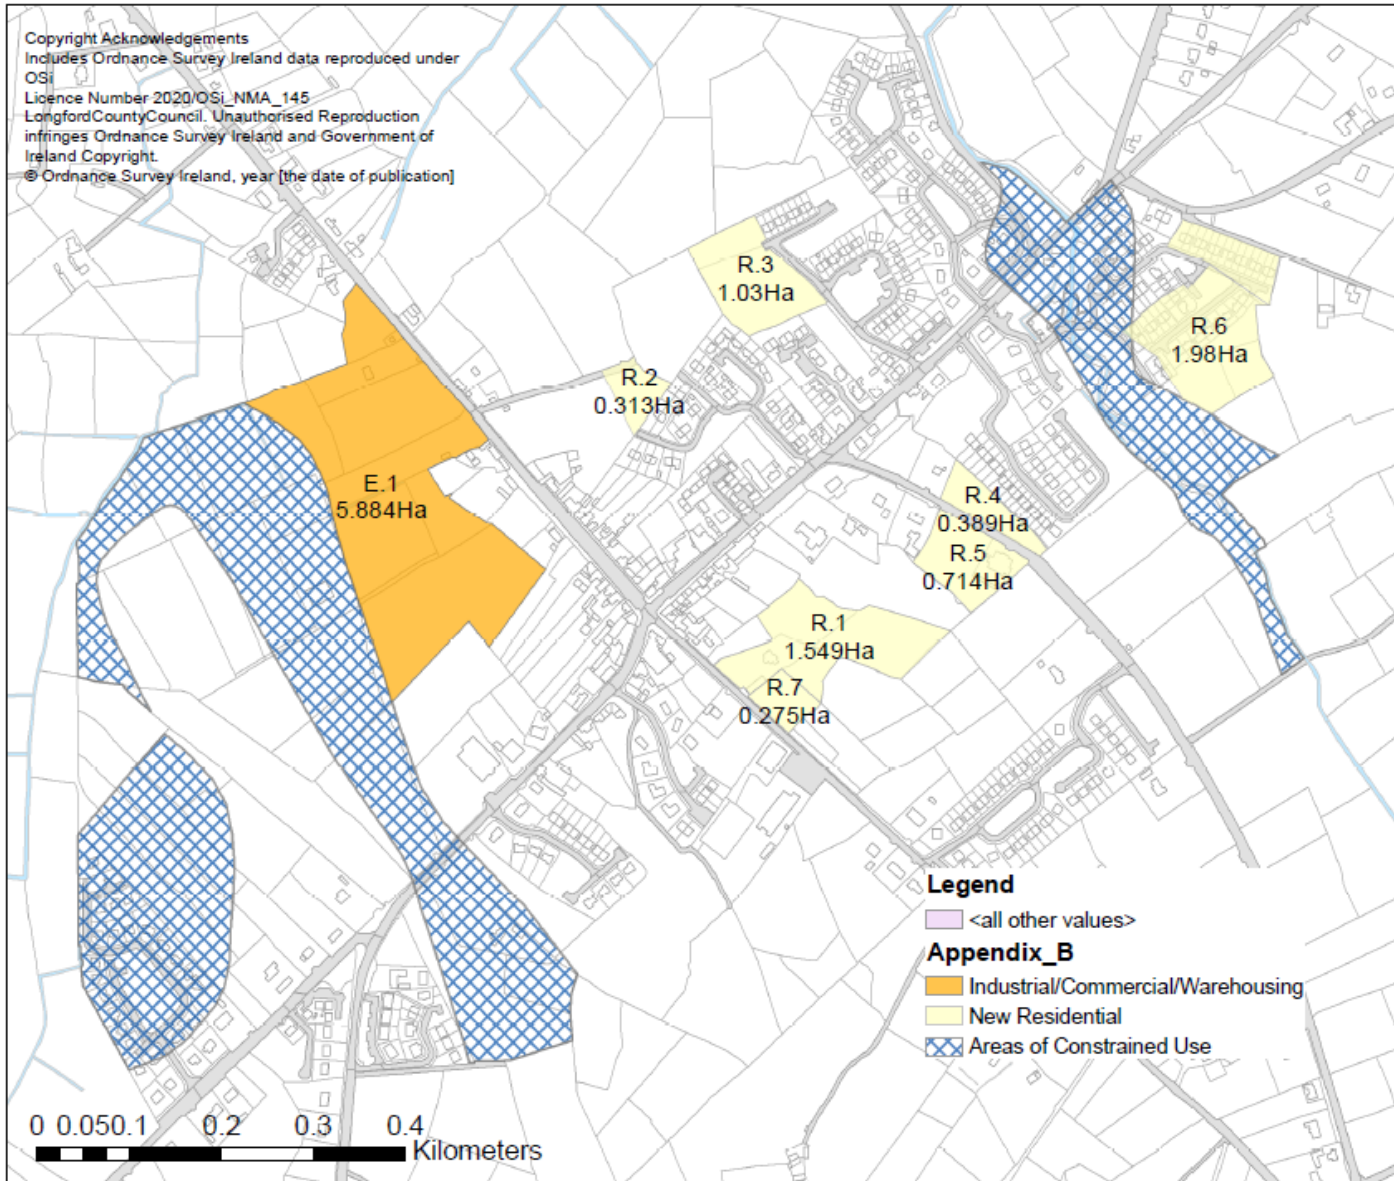 Copyright Acknowledgements
Includes Ordnance Survey Ireland data reproduced under
OSi
Licence Number 2020/OSi_NMA_145
LongfordCountyCouncil. Unauthorised Reproduction
infringes Ordnance Survey Ireland and Government of
Ireland Copyright.
© Ordnance Survey Ireland, year [the date of publication]
R.3
1.03Ha
R.6
1.98Ha
R.2
0.313Ha
E.1
5.884Ha
R.4
0.389Ha
R.5
0.714Ha
R.1
1.549Ha
R.7
0.275Ha
Legend
<all other values>
Appendix_B
Industrial/Commercial/Warehousing
New Residential
Areas of Constrained Use
0 0.050.1 0.2 0.3 0.4
Kilometers